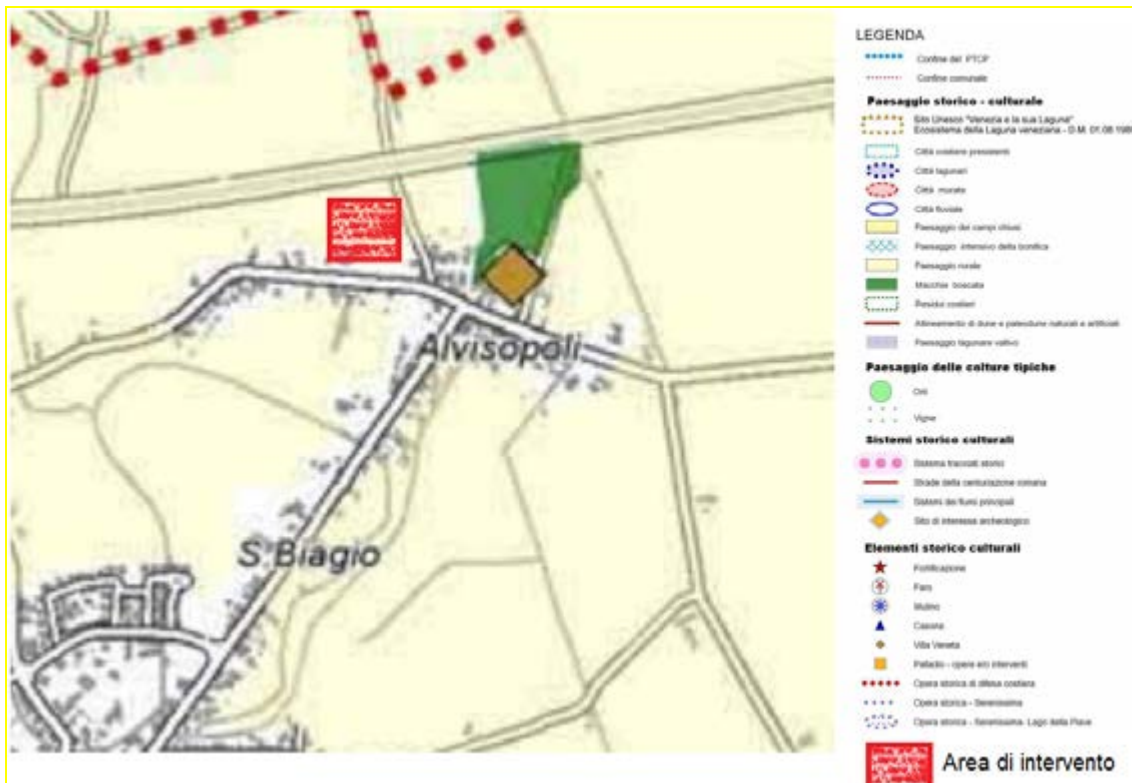 Alvisopoli
S. Biagio
LEGENDA
Confine del PTCP
Confine comunale
Paesaggio storico - culturale
Sito Unesco "Venezia e la sua Laguna"
Ecosistema della Laguna veneziana - D.M. 01.08.198
Città costiere preesistenti
Città lagunari
Città murata
Città fluviale
Paesaggio dei campi chiusi
Paesaggio intensivo della bonifica
Paesaggio rurale
Macchie boscate
Residui costieri
Allineamento di dune e paleodune naturali e artificiali
Paesaggio lagunare vallivo
Paesaggio delle colture tipiche
Orti
Vigne
Sistemi storico culturali
Sistema tracciati storici
Strade della centuriazione romana
Sistemi dei fiumi principali
Sito di interesse archeologico
Elementi storico culturali
Fortificazione
Faro
Mulino
Casone
Villa Veneta
Palladio - opere e/o interventi
Opera storica di difesa costiera
Opera storica - Serenissima
Opera storica - Serenissima- Lago della Piave
Area di intervento